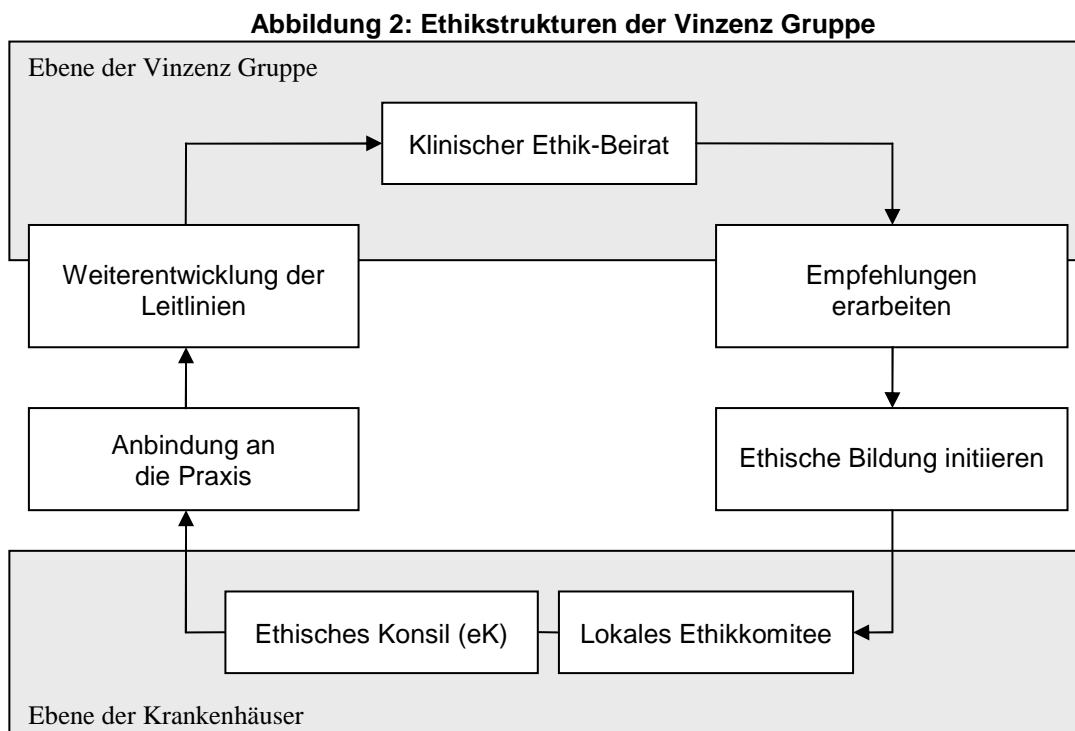 Abbildung 2: Ethikstrukturen der Vinzenz Gruppe
Ebene der Vinzenz Gruppe
Klinischer Ethik-Beirat
Weiterentwicklung der
Leitlinien
Empfehlungen
erarbeiten
Anbindung an
die Praxis
Ethische Bildung initiieren
Ethisches Konsil (eK)
Lokales Ethikkomitee
Ebene der Krankenhäuser